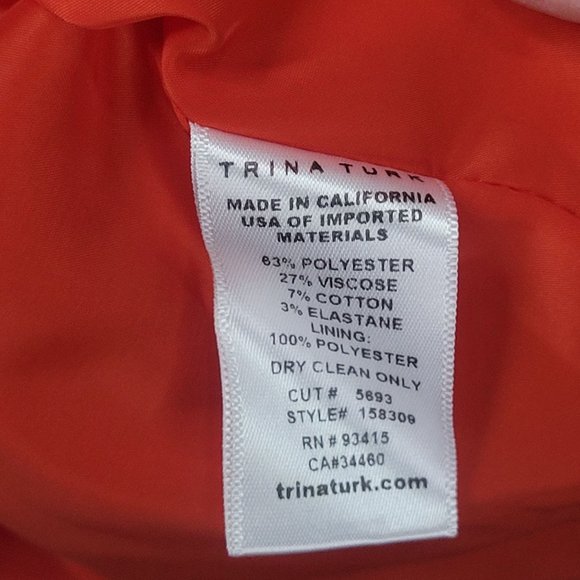 TRINA TURK
MADE IN CALIFORNIA
USA OF IMPORTED
MATERIALS
63% POLYESTER
27% VISCOSE
7% COTTON
3% ELASTANE
LINING:
100% POLYESTER
DRY CLEAN ONLY
CUT # 5693
STYLE# 158309
RN # 93415
CA#34460
trinaturk.com